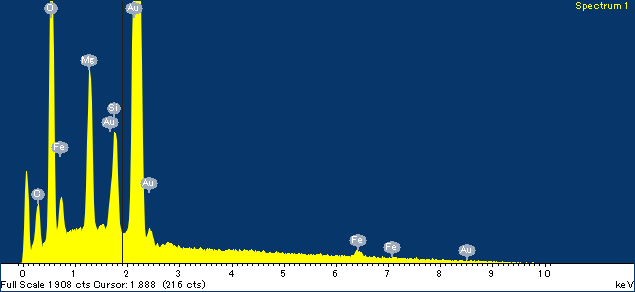 Spectrum 1
O
Au
Mg
Si
Au
Fe
Au
O
Fe
Fe
Au
0 1 2 3 4 5 6 7 8 9 10
Full Scale 1908 cts Cursor: 1.888 (216 cts) keV